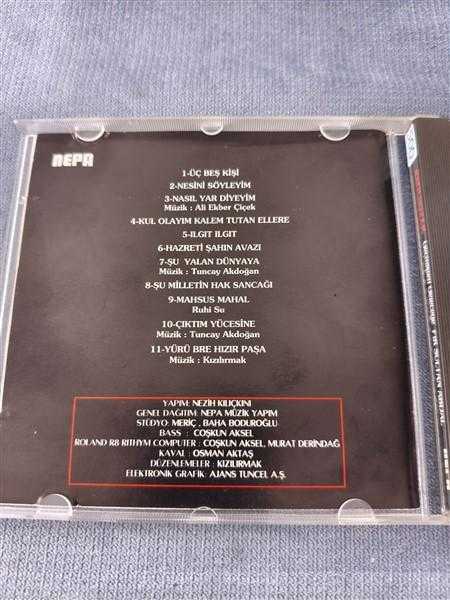 NEPA
1-ÜÇ BEŞ KİŞİ
2-NESİNİ SÖYLEYİM
3-NASIL YAR DİYEYİM
Müzik : Ali Ekber Çiçek
4-KUL OLAYIM KALEM TUTAN ELLERE
5-ILGIT ILGIT
6-HAZRETİ ŞAHIN AVAZI
7-ŞU YALAN DÜNYAYA
Müzik : Tuncay Akdoğan
8-ŞU MİLLETİN HAK SANCAĞI
9-MAHSUS MAHAL
Ruhi Su
10-ÇIKTIM YÜCESİNE
Müzik : Tuncay Akdoğan
11-YÜRÜ BRE HIZIR PAŞA
Müzik : Kızılırmak
YAPIM: NEZİH KILIÇKINI
GENEL DAĞITIM : NEPA MÜZİK YAPIM
STÜDYO: MERİÇ , BAHA BODUROĞLU
BASS : COŞKUN AKSEL
ROLAND R8 RITHYM COMPUTER : COŞKUN AKSEL, MURAT DERİNDAĞ
KAVAL : OSMAN AKTAŞ
DÜZENLEMELER : KIZILIRMAK
ELEKTRONIK GRAFİK: AJANS TUNCEL A.Ş.